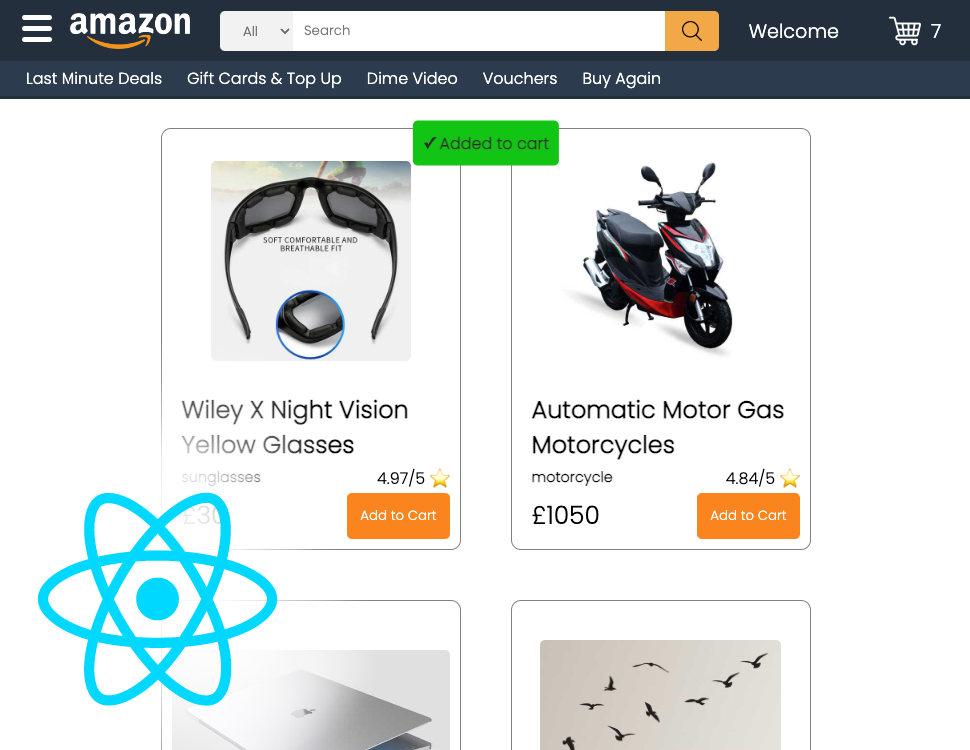 amazon
All
Search
Welcome
7
Last Minute Deals
Gift Cards & Top Up
Dime Video
Vouchers
Buy Again
✓Added to cart
SOFT COMFORTABLE AND
BREATHABLE FIT
Wiley X Night Vision
Yellow Glasses
sunglasses
4.97/5
£30
Add to Cart
Automatic Motor Gas
Motorcycles
motorcycle
4.84/5
£1050
Add to Cart